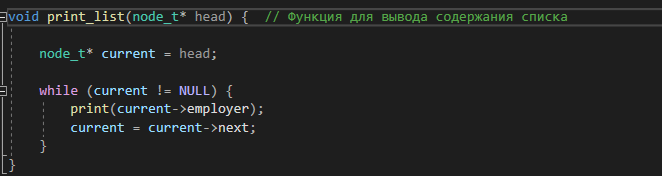 void print_list(node_t* head) {  // Функция для вывода содержания списка
    node_t* current = head;
    while (current != NULL) {
        print(current->employer);
        current = current->next;
    }
}